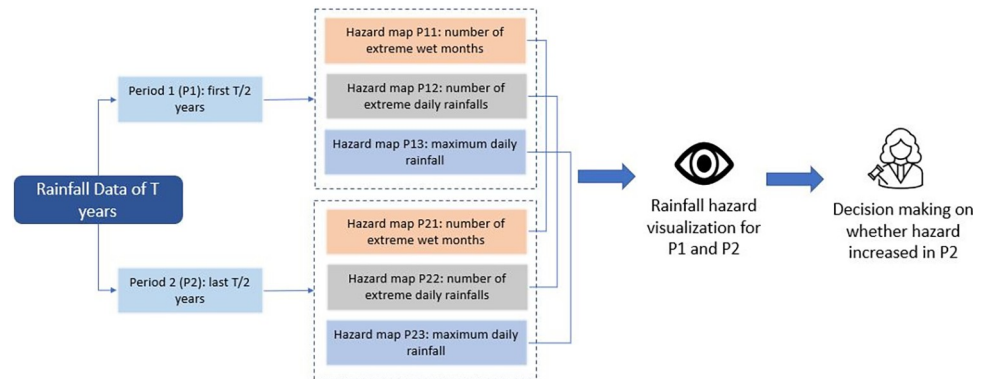 Rainfall Data of T
years
Period 1 (P1): first T/2
years
Period 2 (P2): last T/2
years
Hazard map P11: number of
extreme wet months
Hazard map P12: number of
extreme daily rainfalls
Hazard map P13: maximum daily
rainfall
Hazard map P21: number of
extreme wet months
Hazard map P22: number of
extreme daily rainfalls
Hazard map P23: maximum daily
rainfall
Rainfall hazard
visualization for
P1 and P2
Decision making on
whether hazard
increased in P2